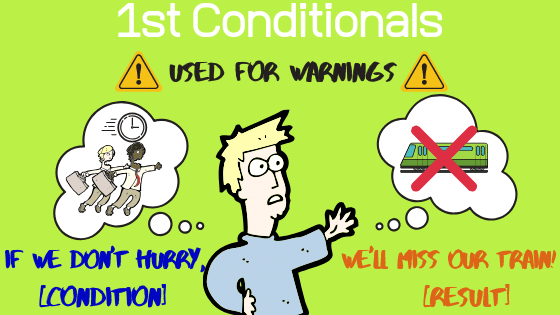 1st Conditionals
USED FOR WARNINGS
IF WE DON'T HURRY,
[CONDITION]
WE'LL MISS OUR TRAIN!
[RESULT]